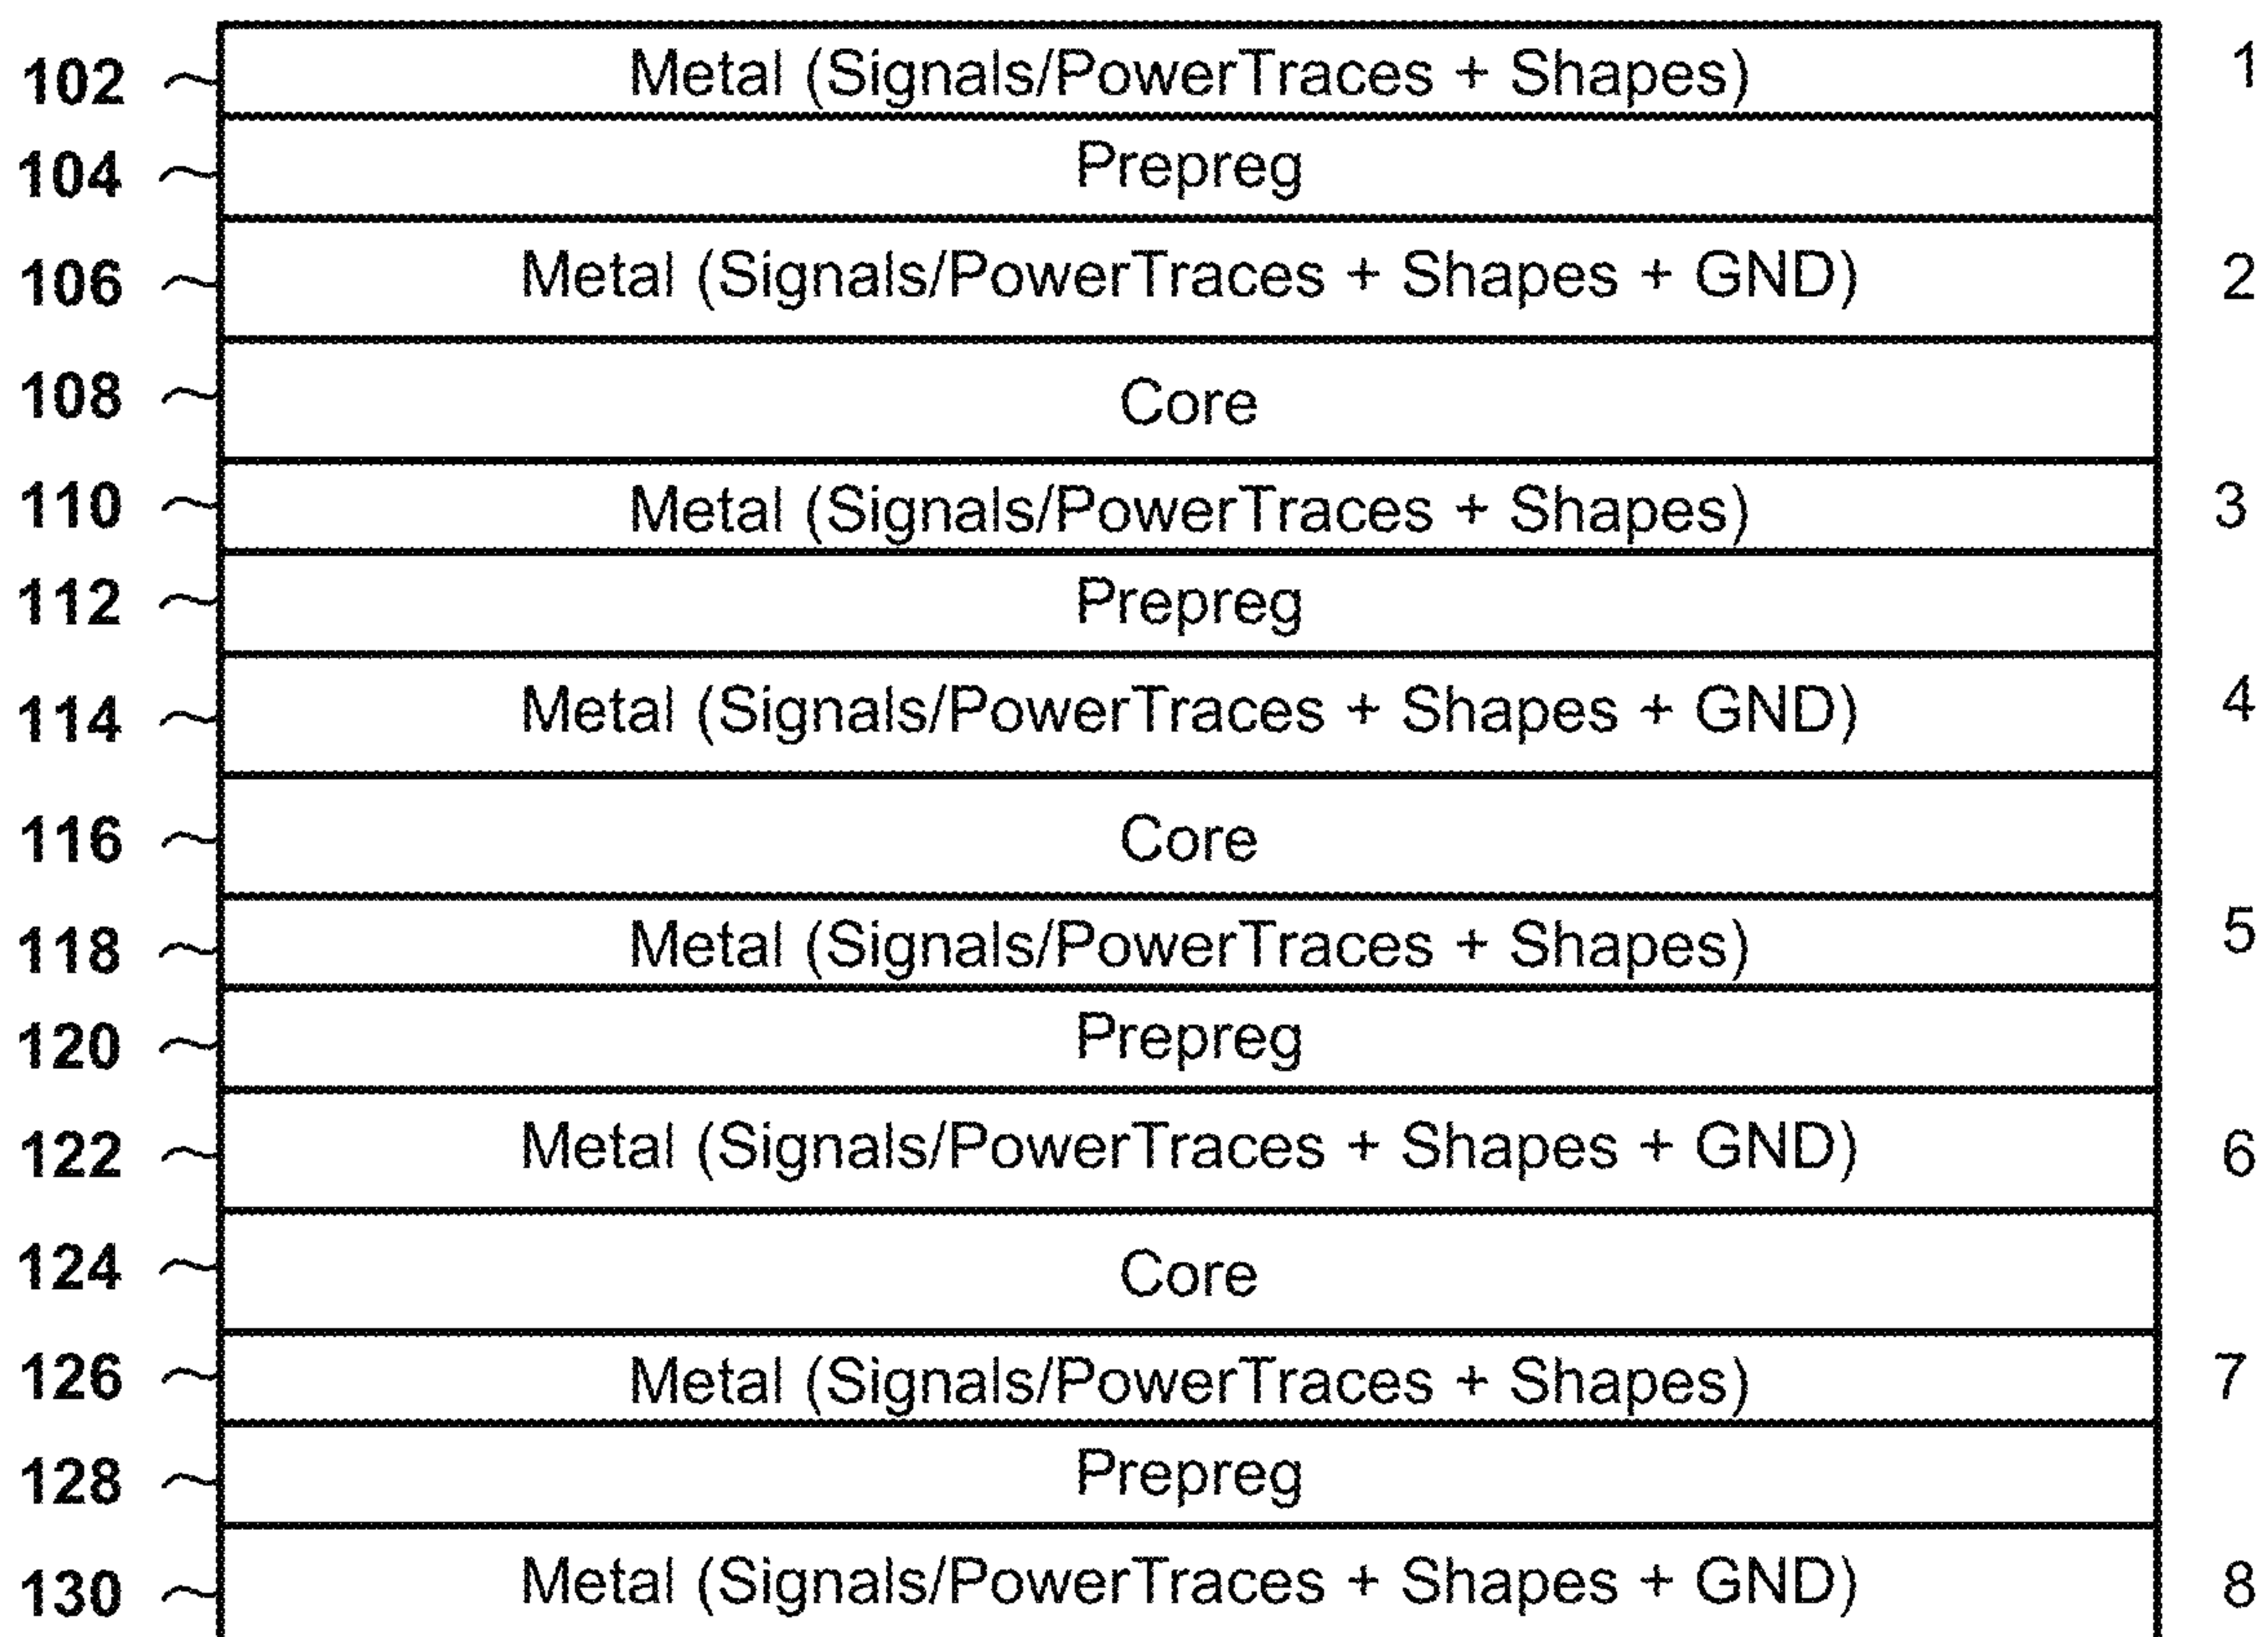 102 Metal (Signals/PowerTraces + Shapes) 1
104 Prepreg
106 Metal (Signals/PowerTraces + Shapes + GND) 2
108 Core
110 Metal (Signals/PowerTraces + Shapes) 3
112 Prepreg
114 Metal (Signals/PowerTraces + Shapes + GND) 4
116 Core
118 Metal (Signals/PowerTraces + Shapes) 5
120 Prepreg
122 Metal (Signals/PowerTraces + Shapes + GND) 6
124 Core
126 Metal (Signals/PowerTraces + Shapes) 7
128 Prepreg
130 Metal (Signals/PowerTraces + Shapes + GND) 8